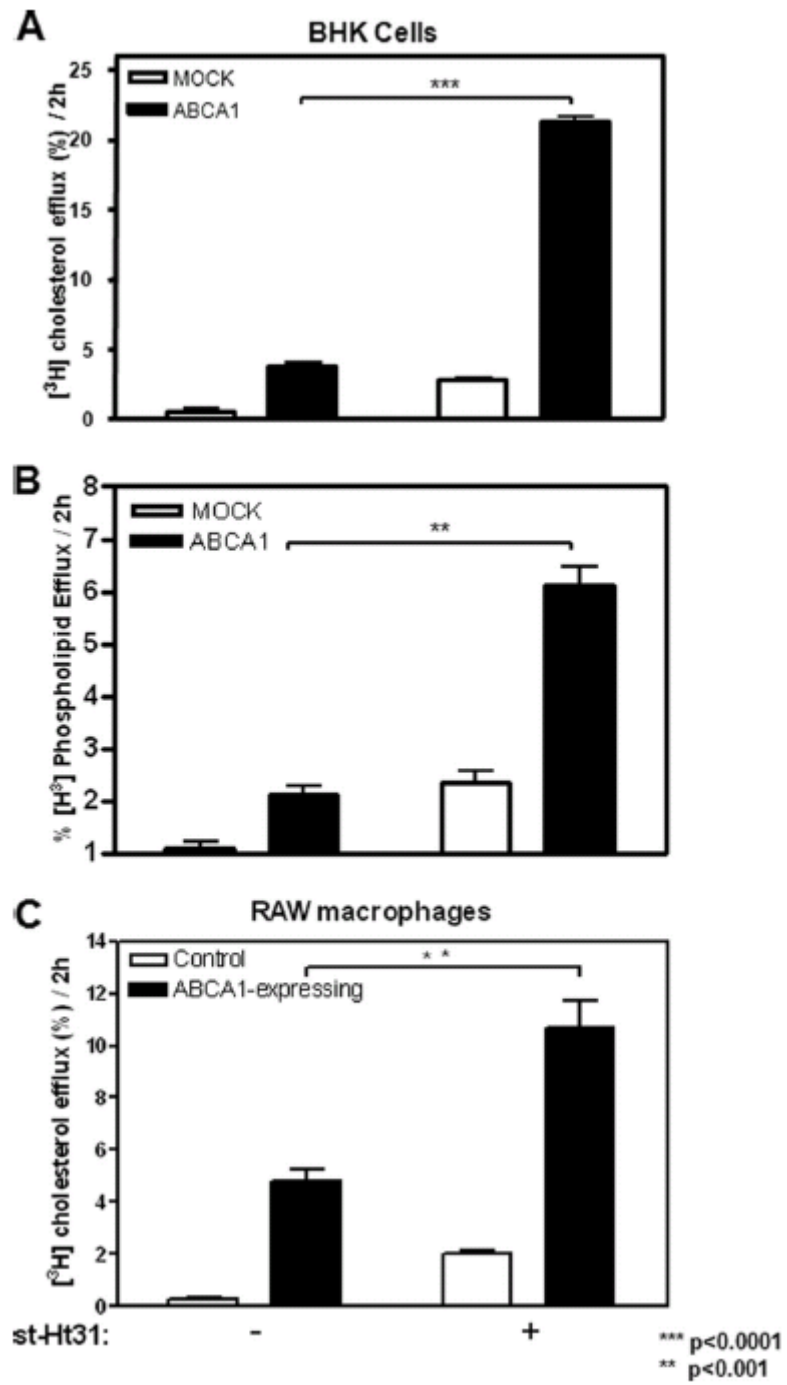 A
BHK Cells
[³H] cholesterol efflux (%) / 2h
25
20
15
10
5
0
MOCK
ABCA1
***
B
% [H³] Phospholipid Efflux / 2h
8
7
6
5
4
3
2
1
MOCK
ABCA1
**
C
RAW macrophages
[³H] cholesterol efflux (%) / 2h
14
12
10
8
6
4
2
0
Control
ABCA1-expressing
* *
st-Ht31: - +
*** p<0.0001
** p<0.001